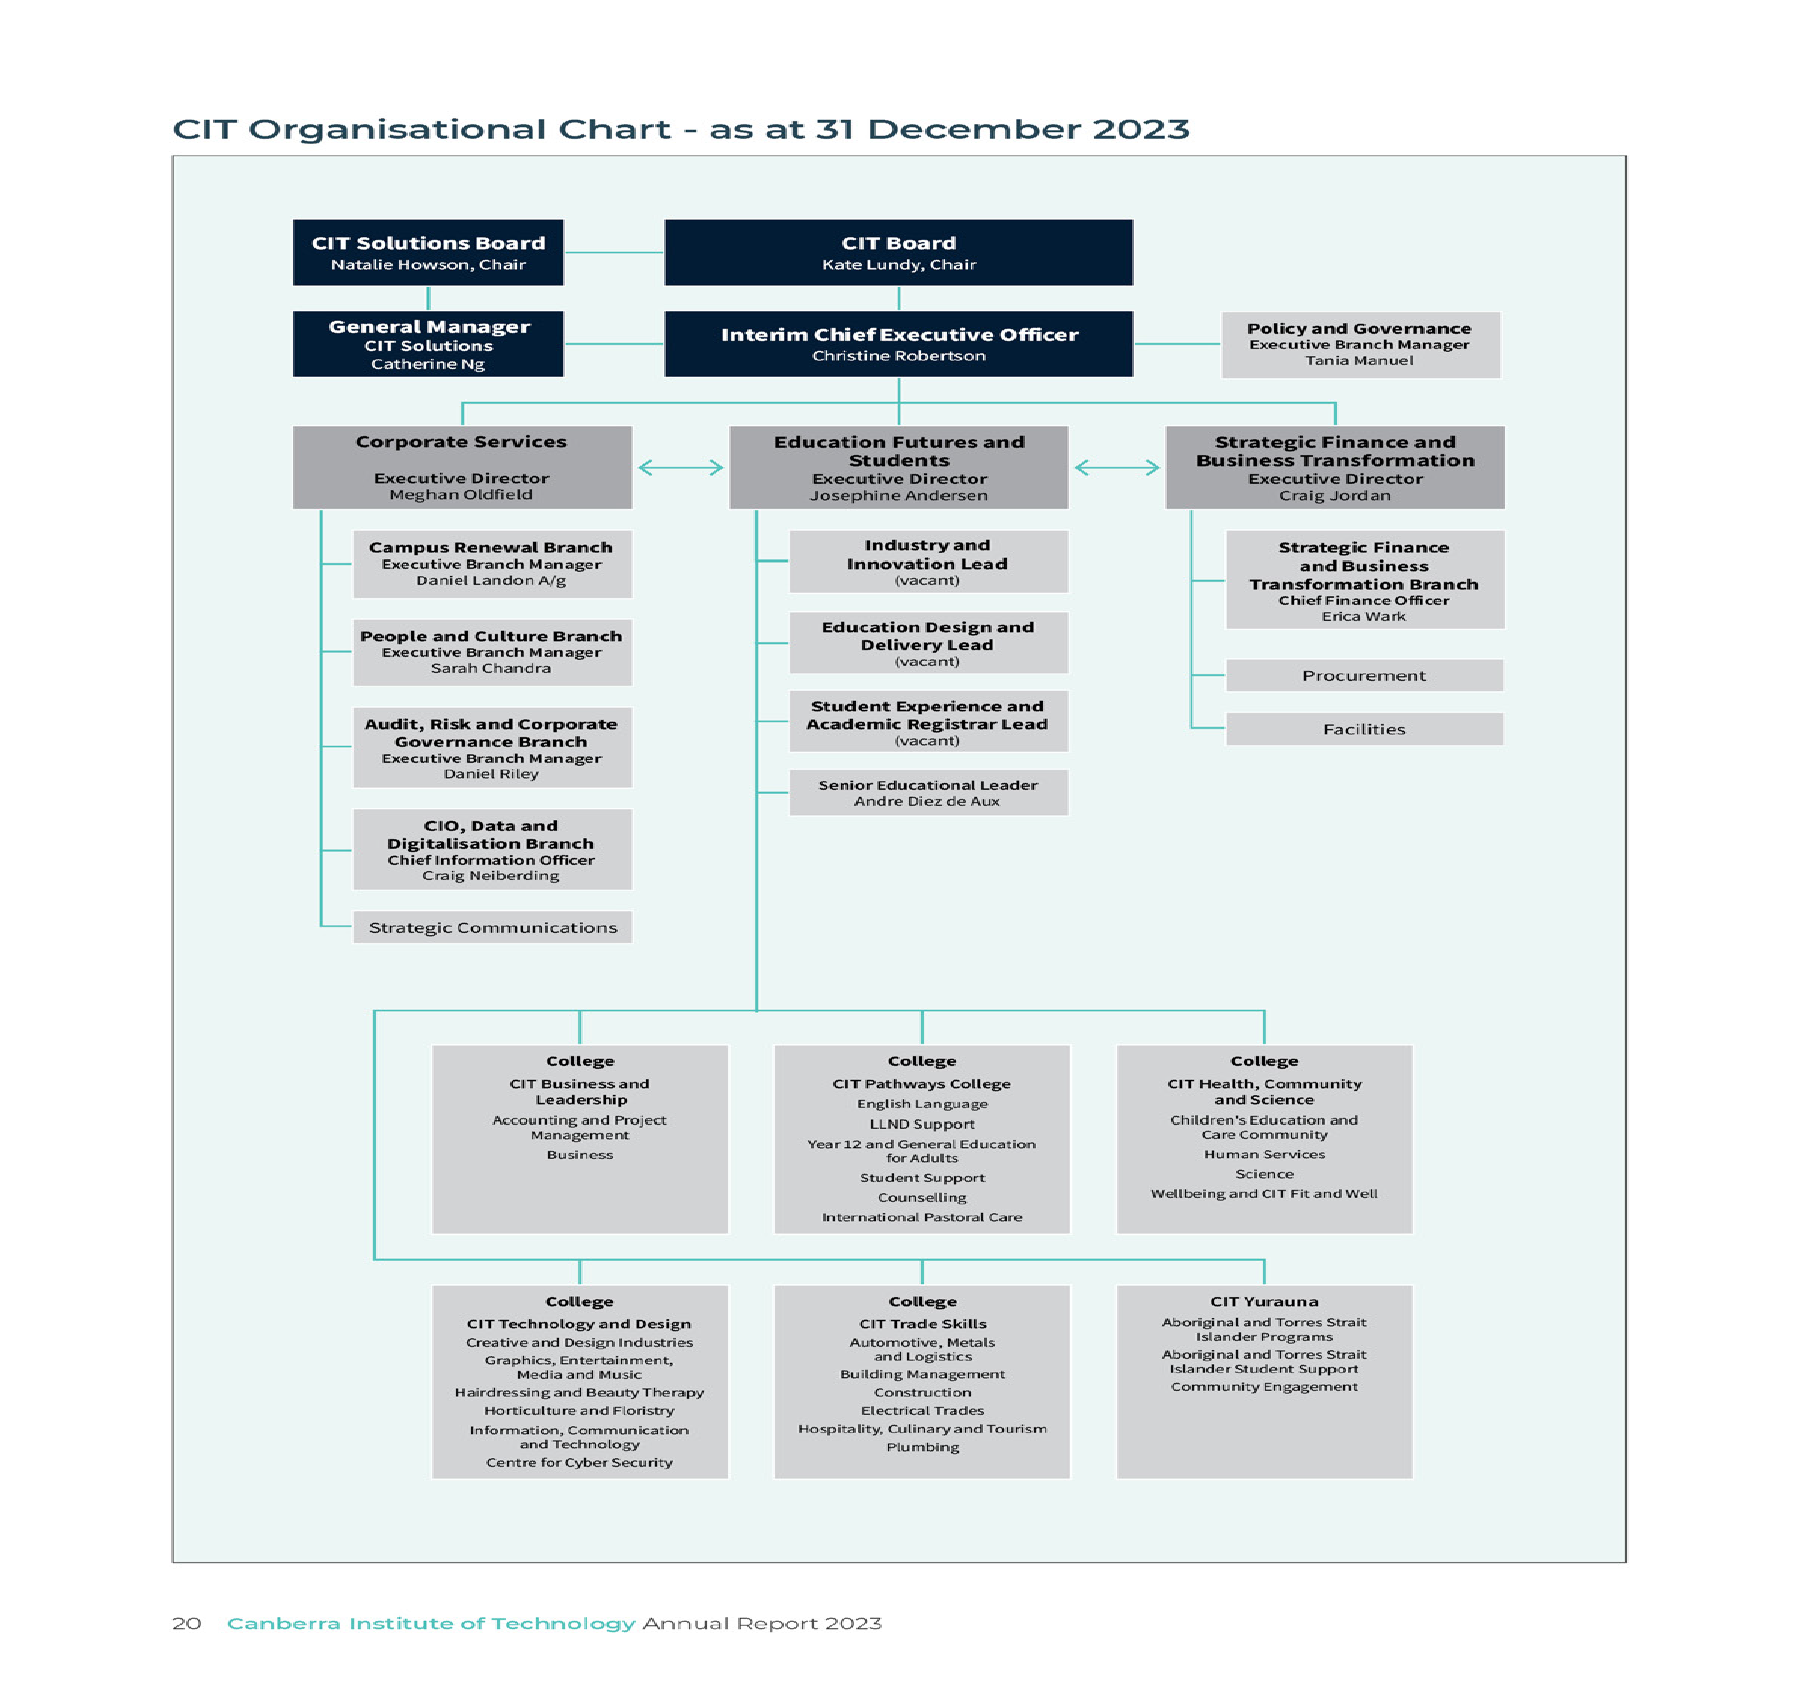 CIT Organisational Chart - as at 31 December 2023
CIT Solutions Board
Natalie Howson, Chair
CIT Board
Kate Lundy, Chair
General Manager
CIT Solutions
Catherine Ng
Interim Chief Executive Officer
Christine Robertson
Policy and Governance
Executive Branch Manager
Tania Manuel
Corporate Services
Executive Director
Meghan Oldfield
Education Futures and
Students
Executive Director
Josephine Andersen
Strategic Finance and
Business Transformation
Executive Director
Craig Jordan
Campus Renewal Branch
Executive Branch Manager
Daniel Landon A/g
People and Culture Branch
Executive Branch Manager
Sarah Chandra
Audit, Risk and Corporate
Governance Branch
Executive Branch Manager
Daniel Riley
CIO, Data and
Digitalisation Branch
Chief Information Officer
Craig Neiberding
Strategic Communications
Industry and
Innovation Lead
(vacant)
Education Design and
Delivery Lead
(vacant)
Student Experience and
Academic Registrar Lead
(vacant)
Senior Educational Leader
Andre Diez de Aux
Strategic Finance
and Business
Transformation Branch
Chief Finance Officer
Erica Wark
Procurement
Facilities
College
CIT Business and
Leadership
Accounting and Project
Management
Business
College
CIT Pathways College
English Language
LLND Support
Year 12 and General Education
for Adults
Student Support
Counselling
International Pastoral Care
College
CIT Health, Community
and Science
Children's Education and
Care Community
Human Services
Science
Wellbeing and CIT Fit and Well
College
CIT Technology and Design
Creative and Design Industries
Graphics, Entertainment,
Media and Music
Hairdressing and Beauty Therapy
Horticulture and Floristry
Information, Communication
and Technology
Centre for Cyber Security
College
CIT Trade Skills
Automotive, Metals
and Logistics
Building Management
Construction
Electrical Trades
Hospitality, Culinary and Tourism
Plumbing
CIT Yurauna
Aboriginal and Torres Strait
Islander Programs
Aboriginal and Torres Strait
Islander Student Support
Community Engagement
20 Canberra Institute of Technology Annual Report 2023